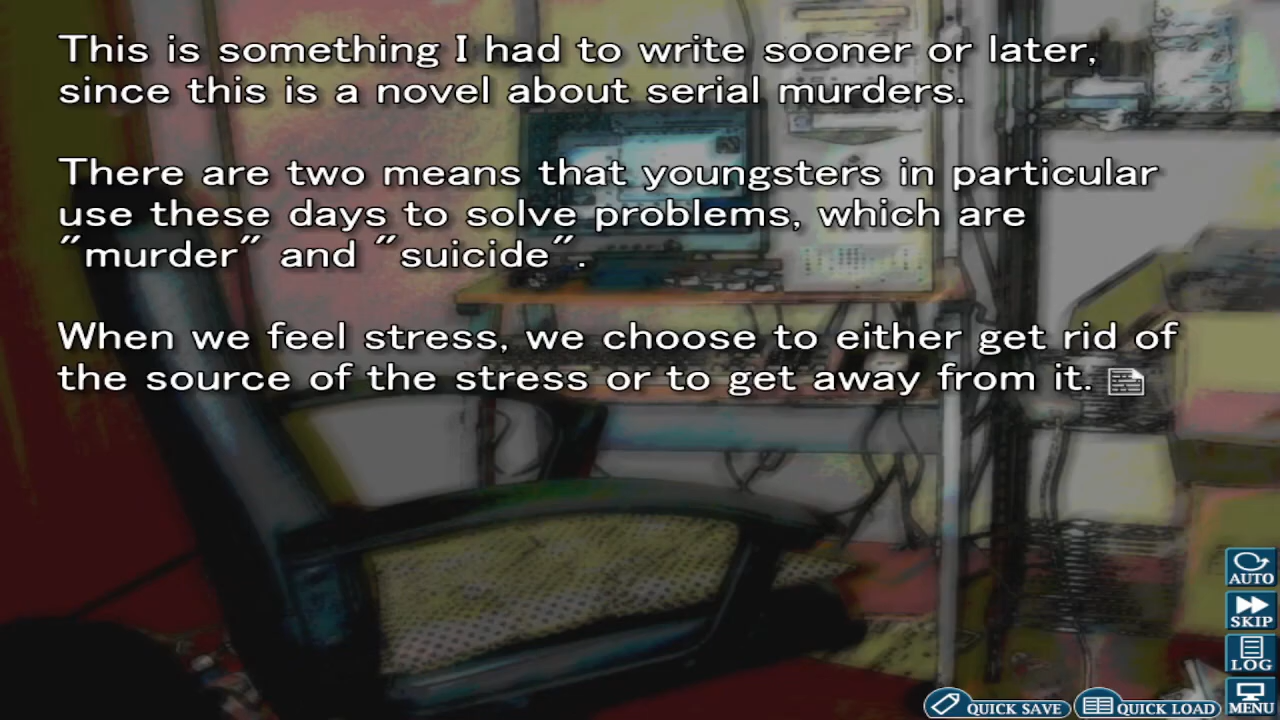 This is something I had to write sooner or later,
since this is a novel about serial murders.
There are two means that youngsters in particular
use these days to solve problems, which are
"murder" and "suicide".
When we feel stress, we choose to either get rid of
the source of the stress or to get away from it.
AUTO
SKIP
LOG
MENU
QUICK SAVE
QUICK LOAD